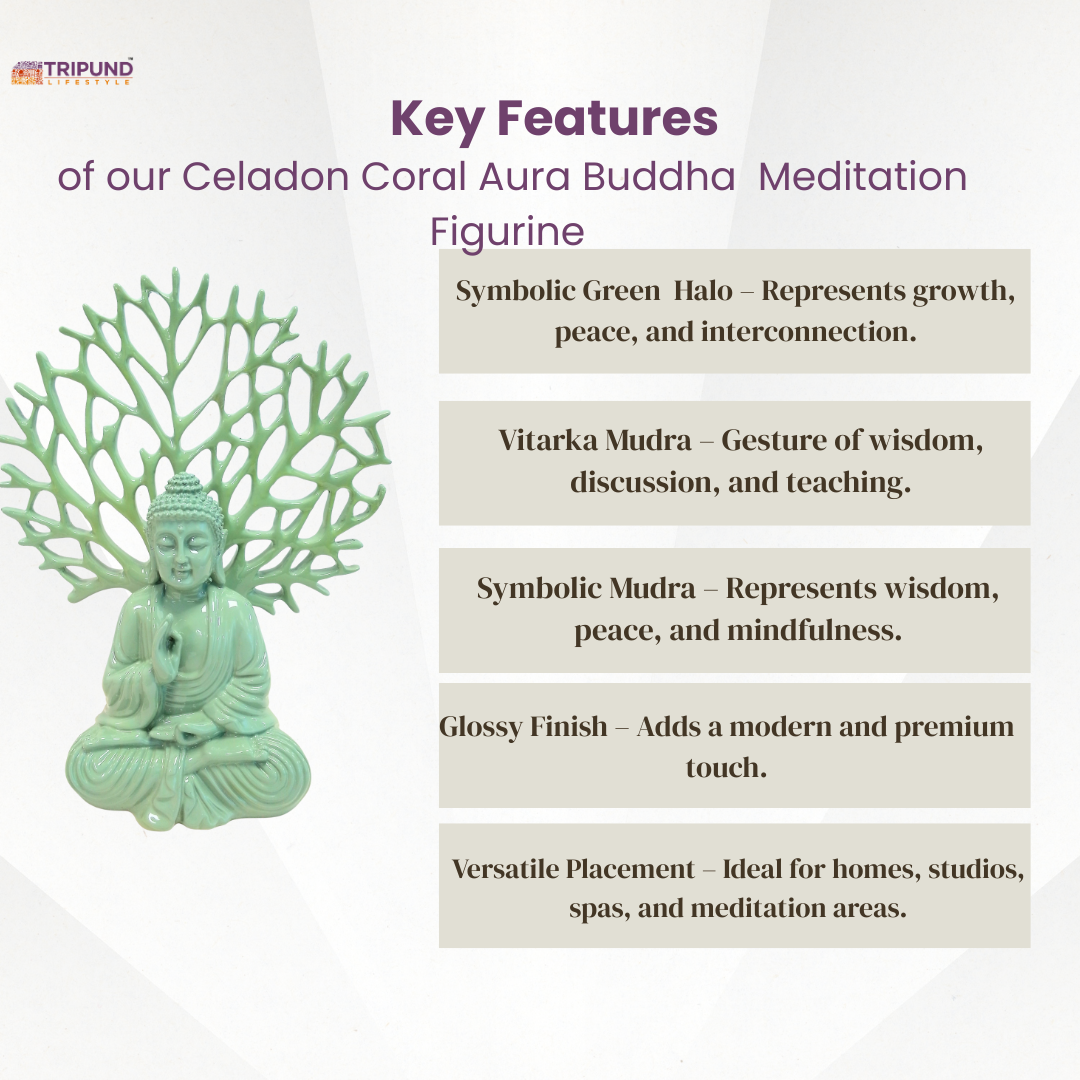 TRIPUND™
LIFESTYLE
Key Features
of our Celadon Coral Aura Buddha Meditation
Figurine
Symbolic Green Halo – Represents growth,
peace, and interconnection.
Vitarka Mudra – Gesture of wisdom,
discussion, and teaching.
Symbolic Mudra – Represents wisdom,
peace, and mindfulness.
Glossy Finish – Adds a modern and premium
touch.
Versatile Placement – Ideal for homes, studios,
spas, and meditation areas.